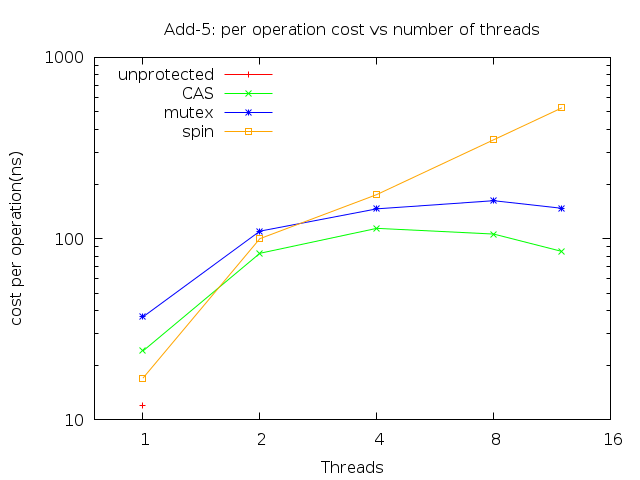 Add-5: per operation cost vs number of threads
1000
unprotected
CAS
mutex
spin
cost per operation(ns)
100
10
1 2 4 8 16
Threads